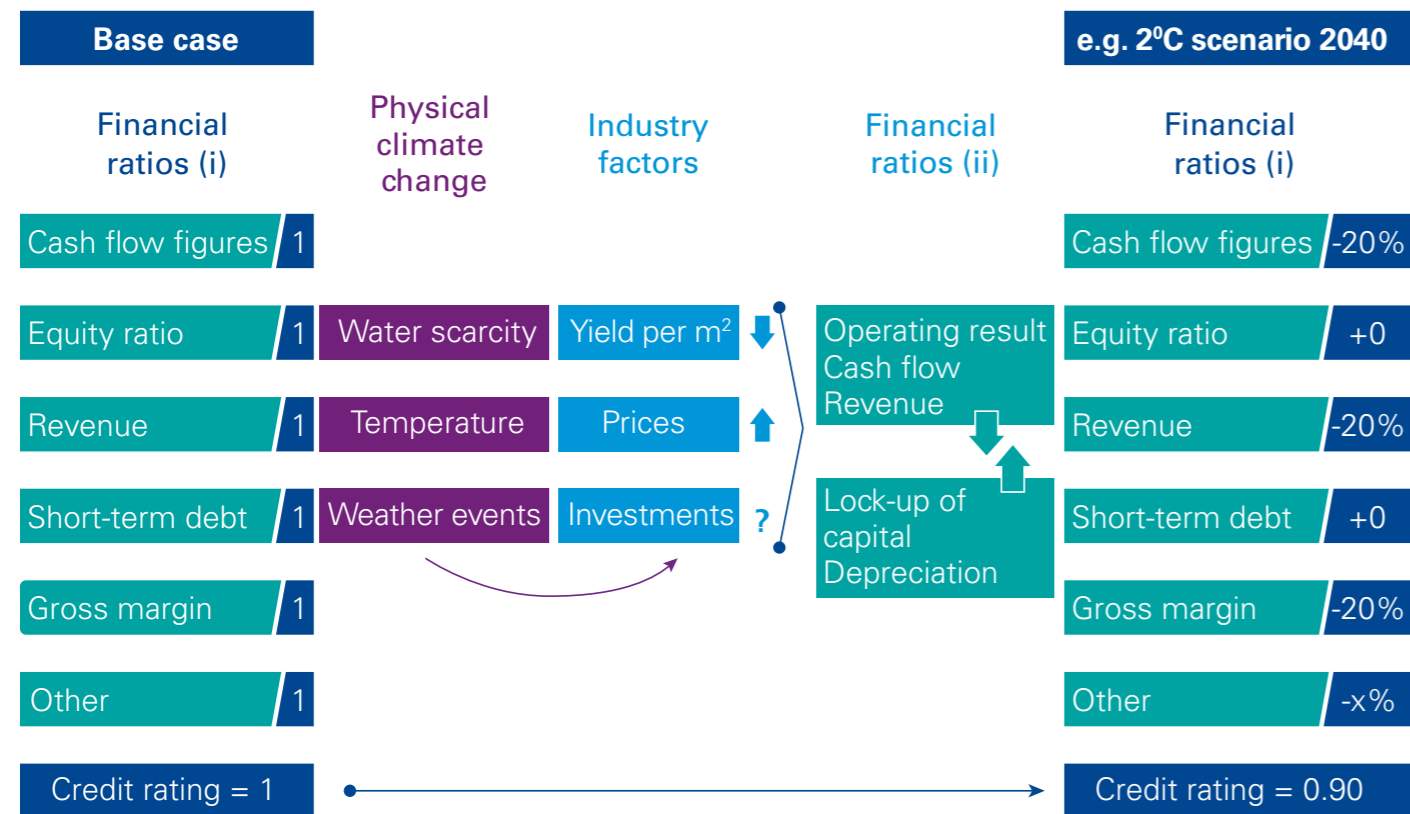 Base case
e.g. 2⁰C scenario 2040
Financial
ratios (i)
Physical
climate
change
Industry
factors
Financial
ratios (ii)
Financial
ratios (i)
Cash flow figures 1
Cash flow figures -20%
Equity ratio 1
Water scarcity
Yield per m²
Operating result
Cash flow
Revenue
Equity ratio +0
Revenue 1
Temperature
Prices
Revenue -20%
Short-term debt 1
Weather events
Investments ?
Lock-up of
capital
Depreciation
Short-term debt +0
Gross margin 1
Gross margin -20%
Other 1
Other -x%
Credit rating = 1
Credit rating = 0.90